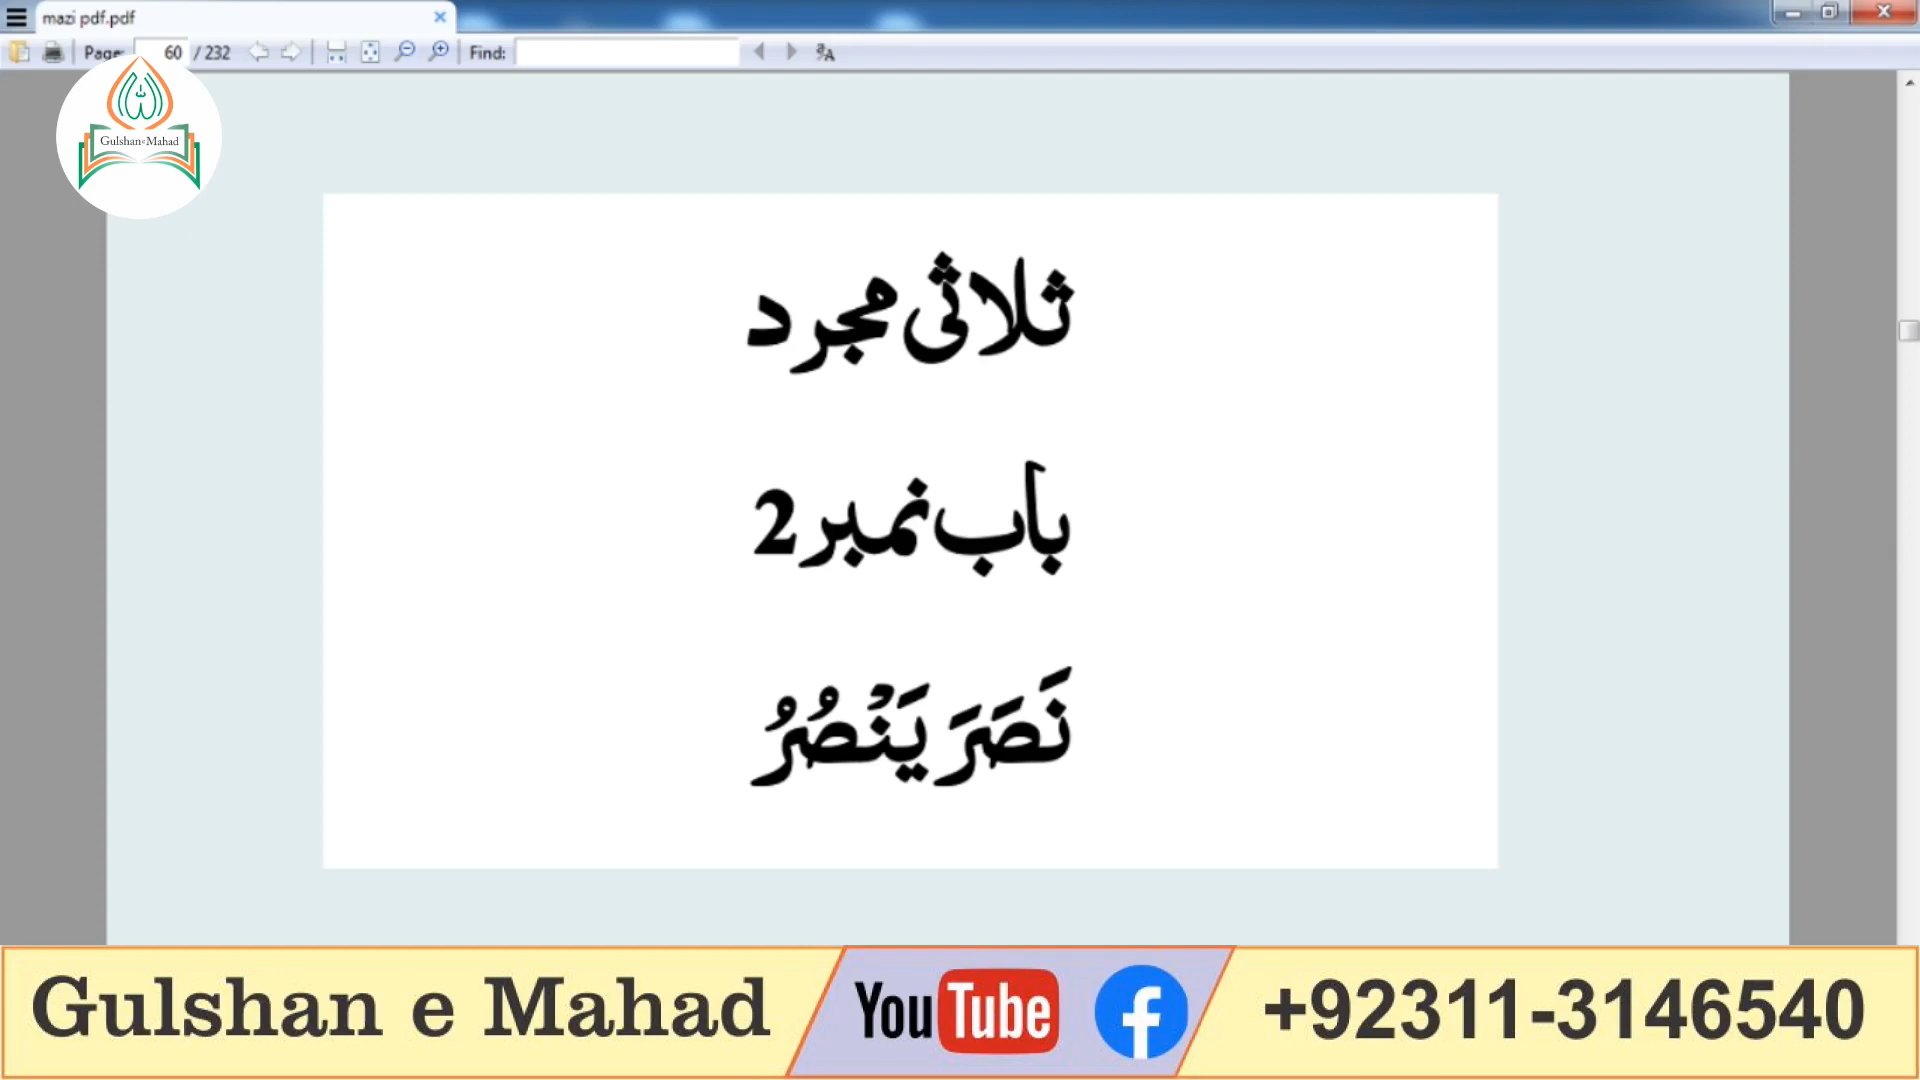 mazi pdf.pdf
Page: 60 / 232 Find:
Gulshan e Mahad
ثلاثی مجرد
باب نمبر 2
نَصَرَ يَنْصُرُ
Gulshan e Mahad YouTube +92311-3146540